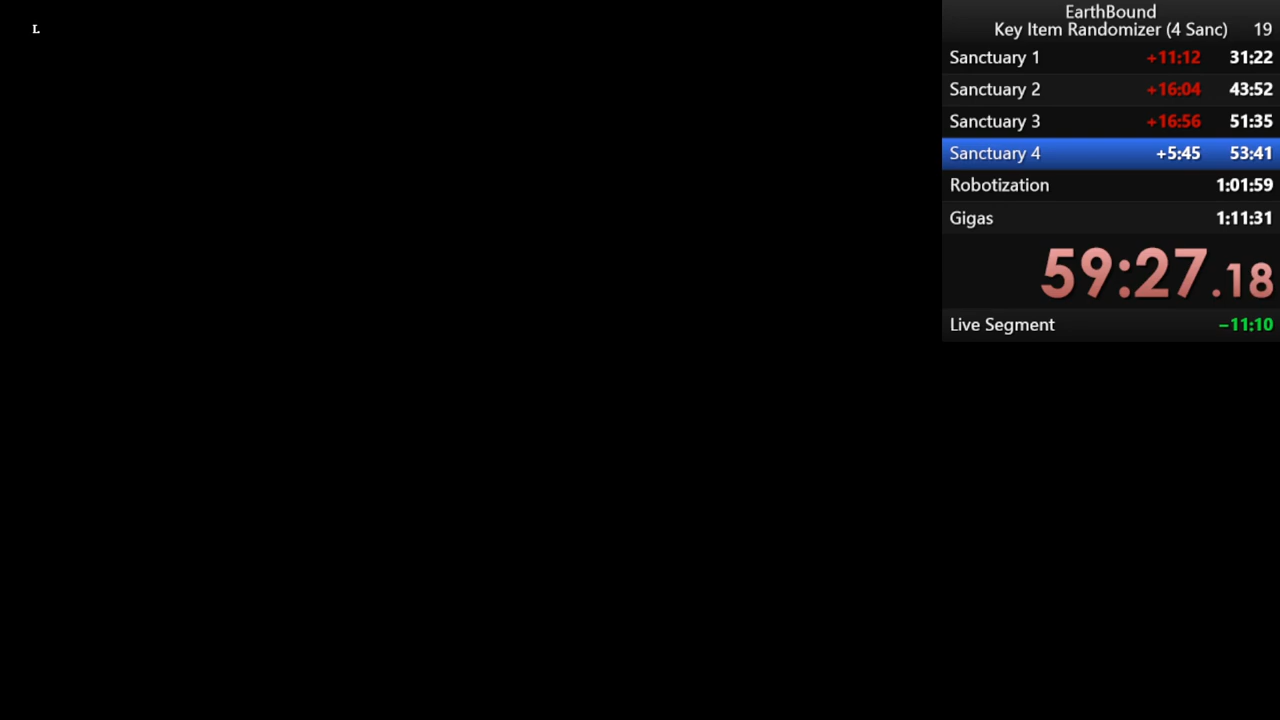 L
EarthBound
Key Item Randomizer (4 Sanc) 19
Sanctuary 1 +11:12 31:22
Sanctuary 2 +16:04 43:52
Sanctuary 3 +16:56 51:35
Sanctuary 4 +5:45 53:41
Robotization 1:01:59
Gigas 1:11:31
59:27.18
Live Segment −11:10